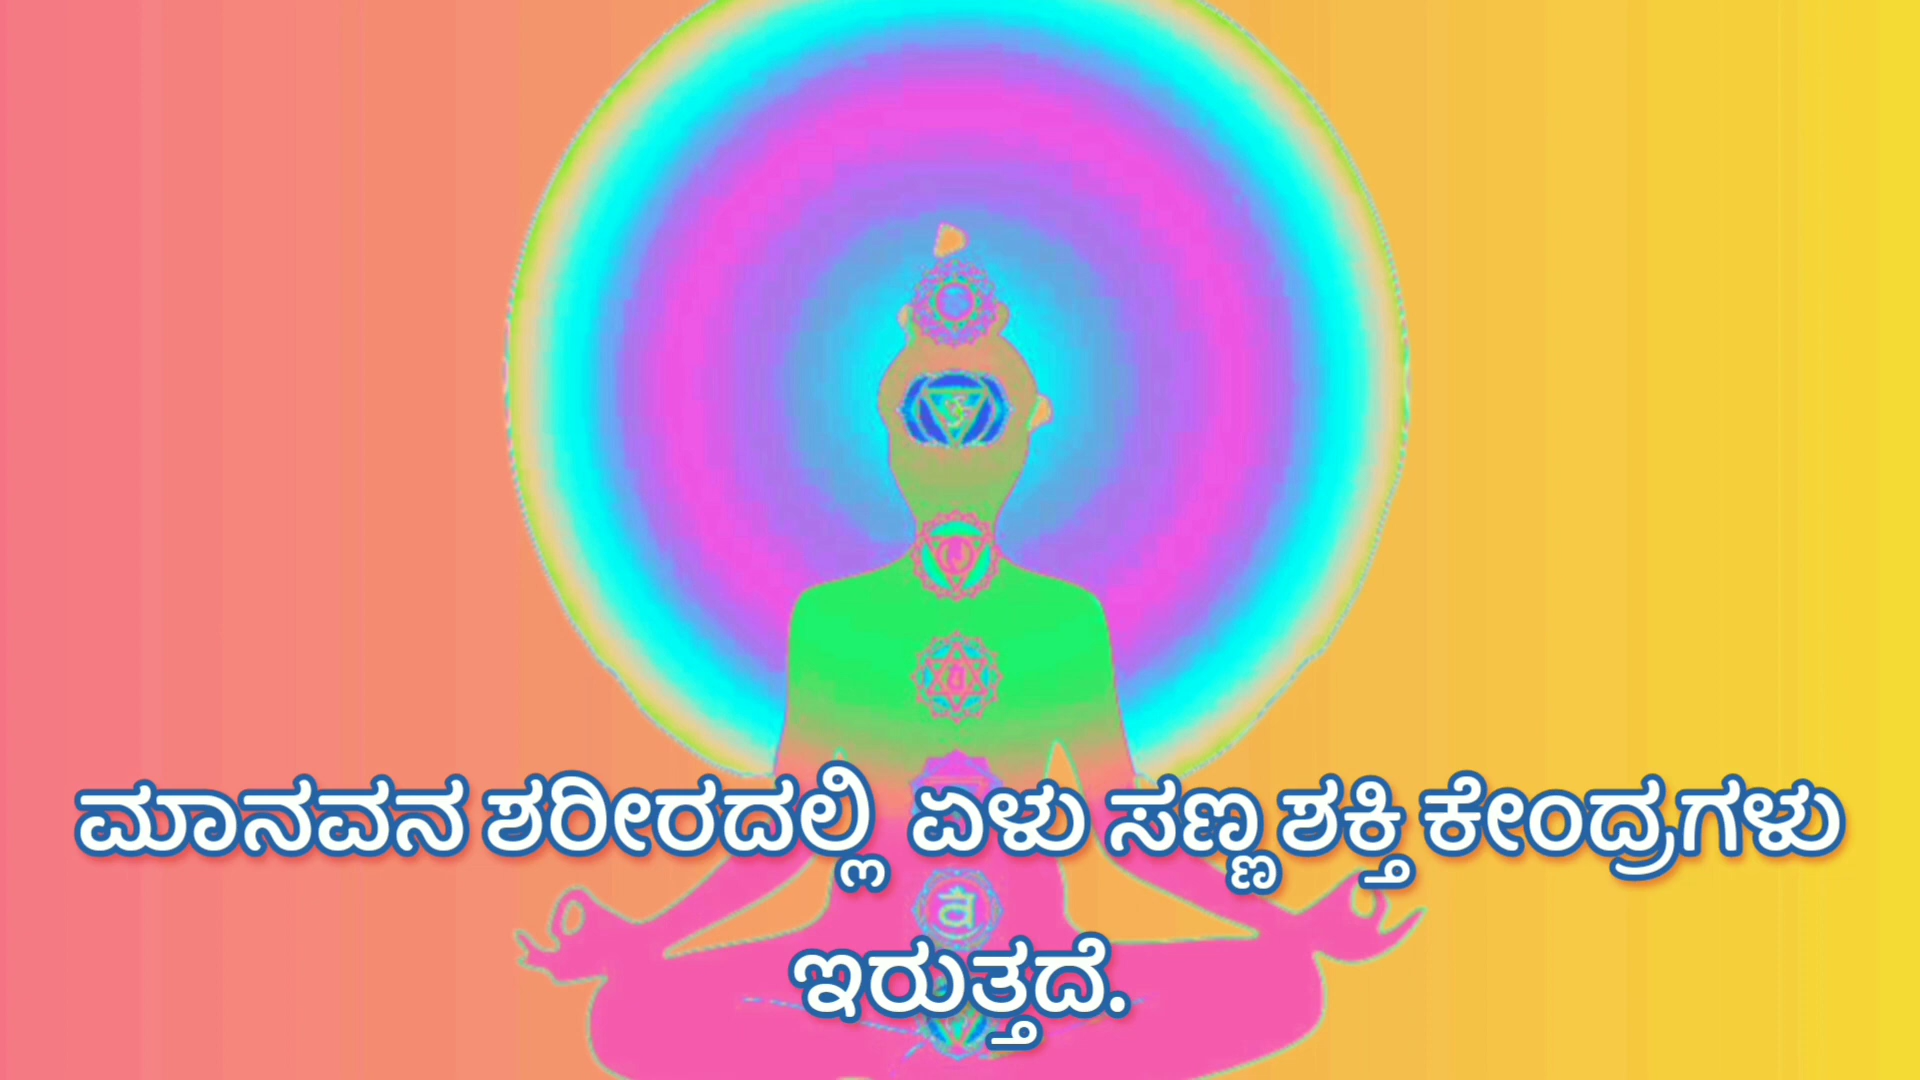 ಮಾನವನ ಶರೀರದಲ್ಲಿ ಏಳು ಸಣ್ಣ ಶಕ್ತಿ ಕೇಂದ್ರಗಳು
ಇರುತ್ತದೆ.